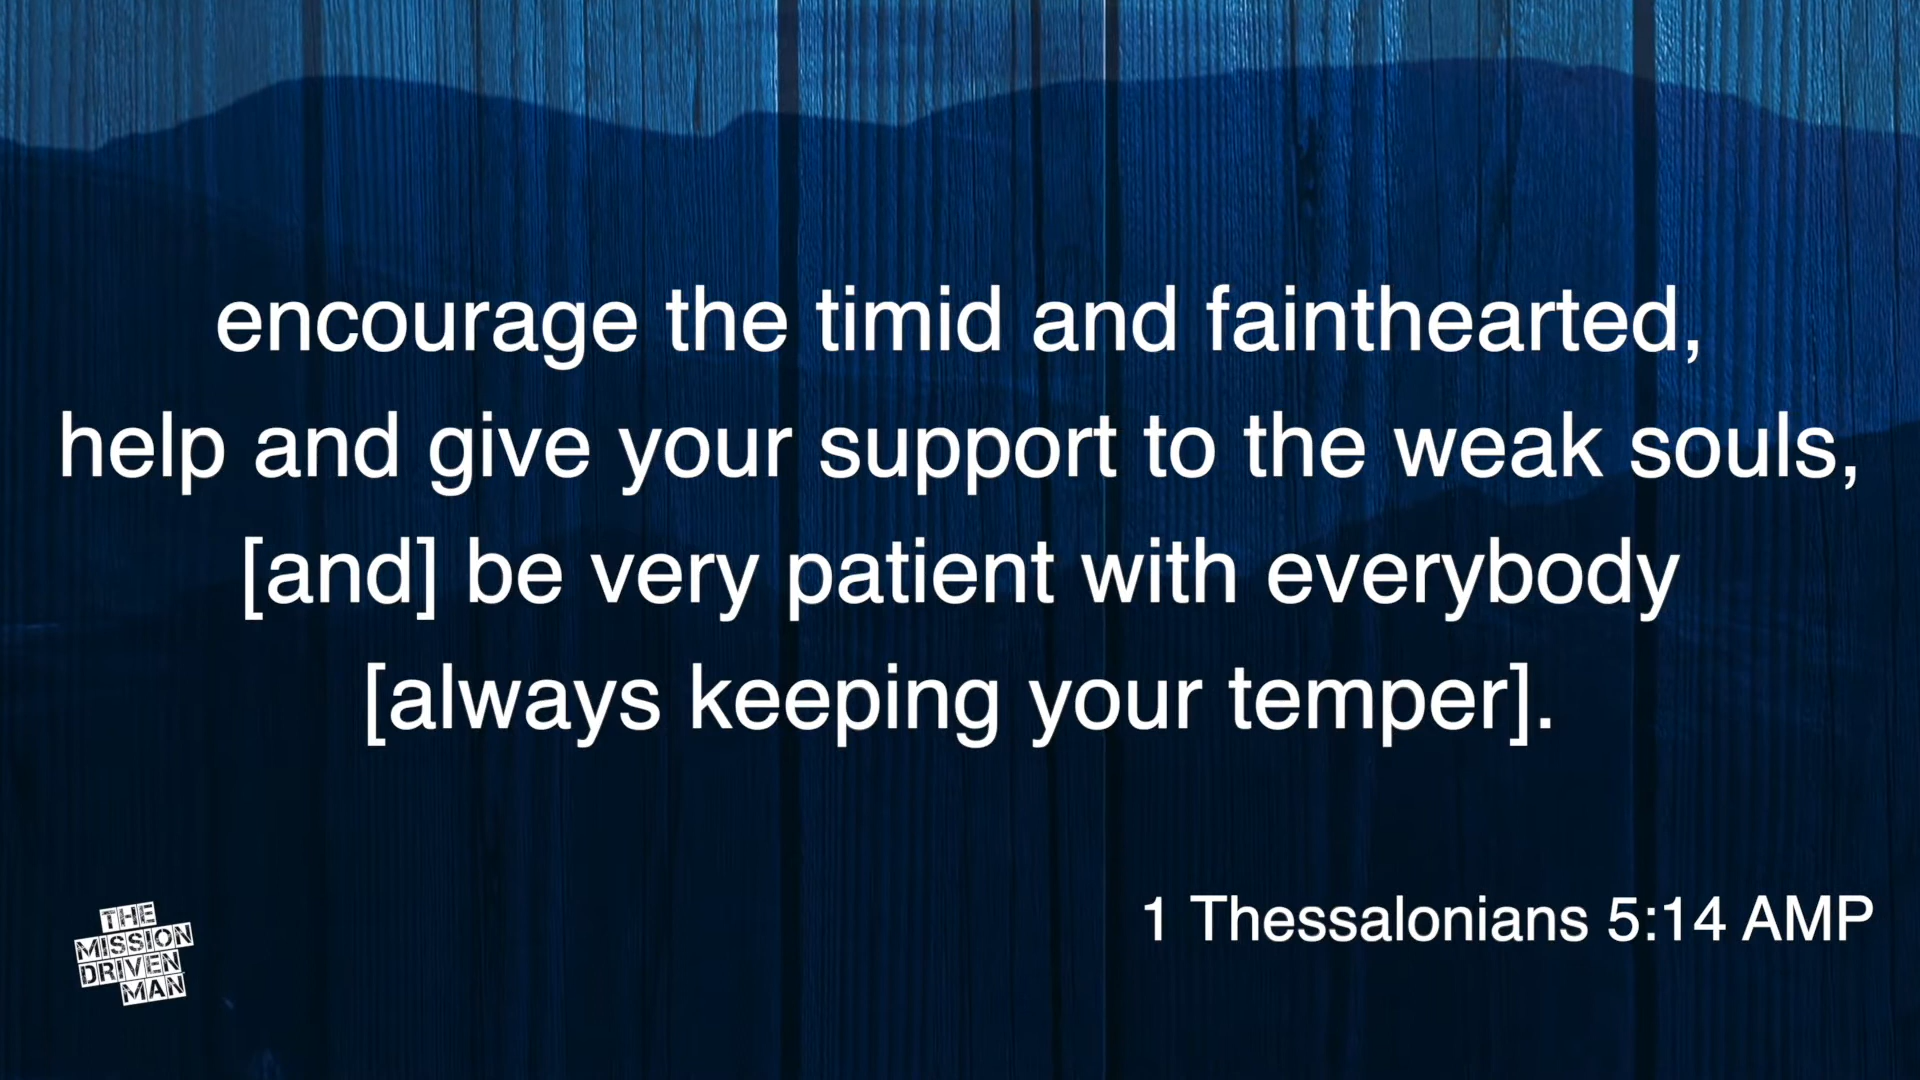 encourage the timid and fainthearted,
help and give your support to the weak souls,
[and] be very patient with everybody
[always keeping your temper].
1 Thessalonians 5:14 AMP
THE
MISSION
DRIVEN
MAN